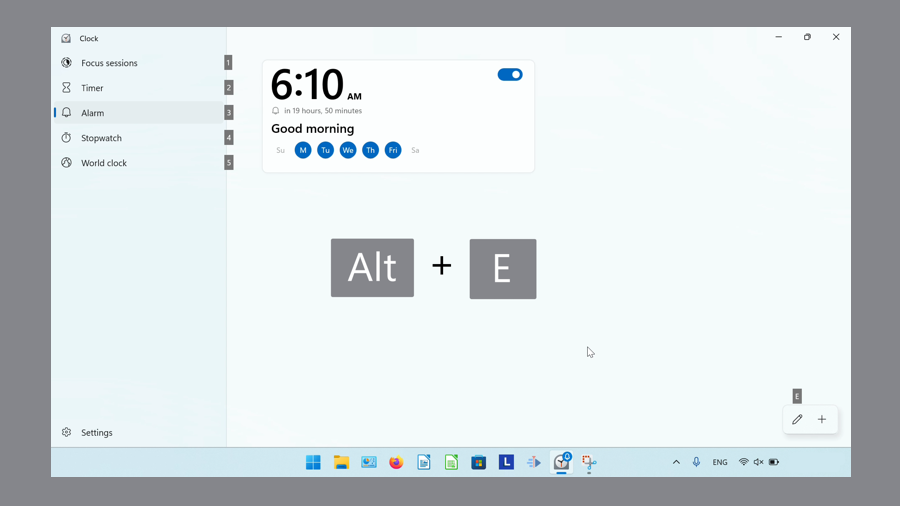 Clock
Focus sessions 1
Timer 2
Alarm 3
Stopwatch 4
World clock 5
6:10 AM
in 19 hours, 50 minutes
Good morning
Su M Tu We Th Fri Sa
Alt + E
E
Settings
L
ENG